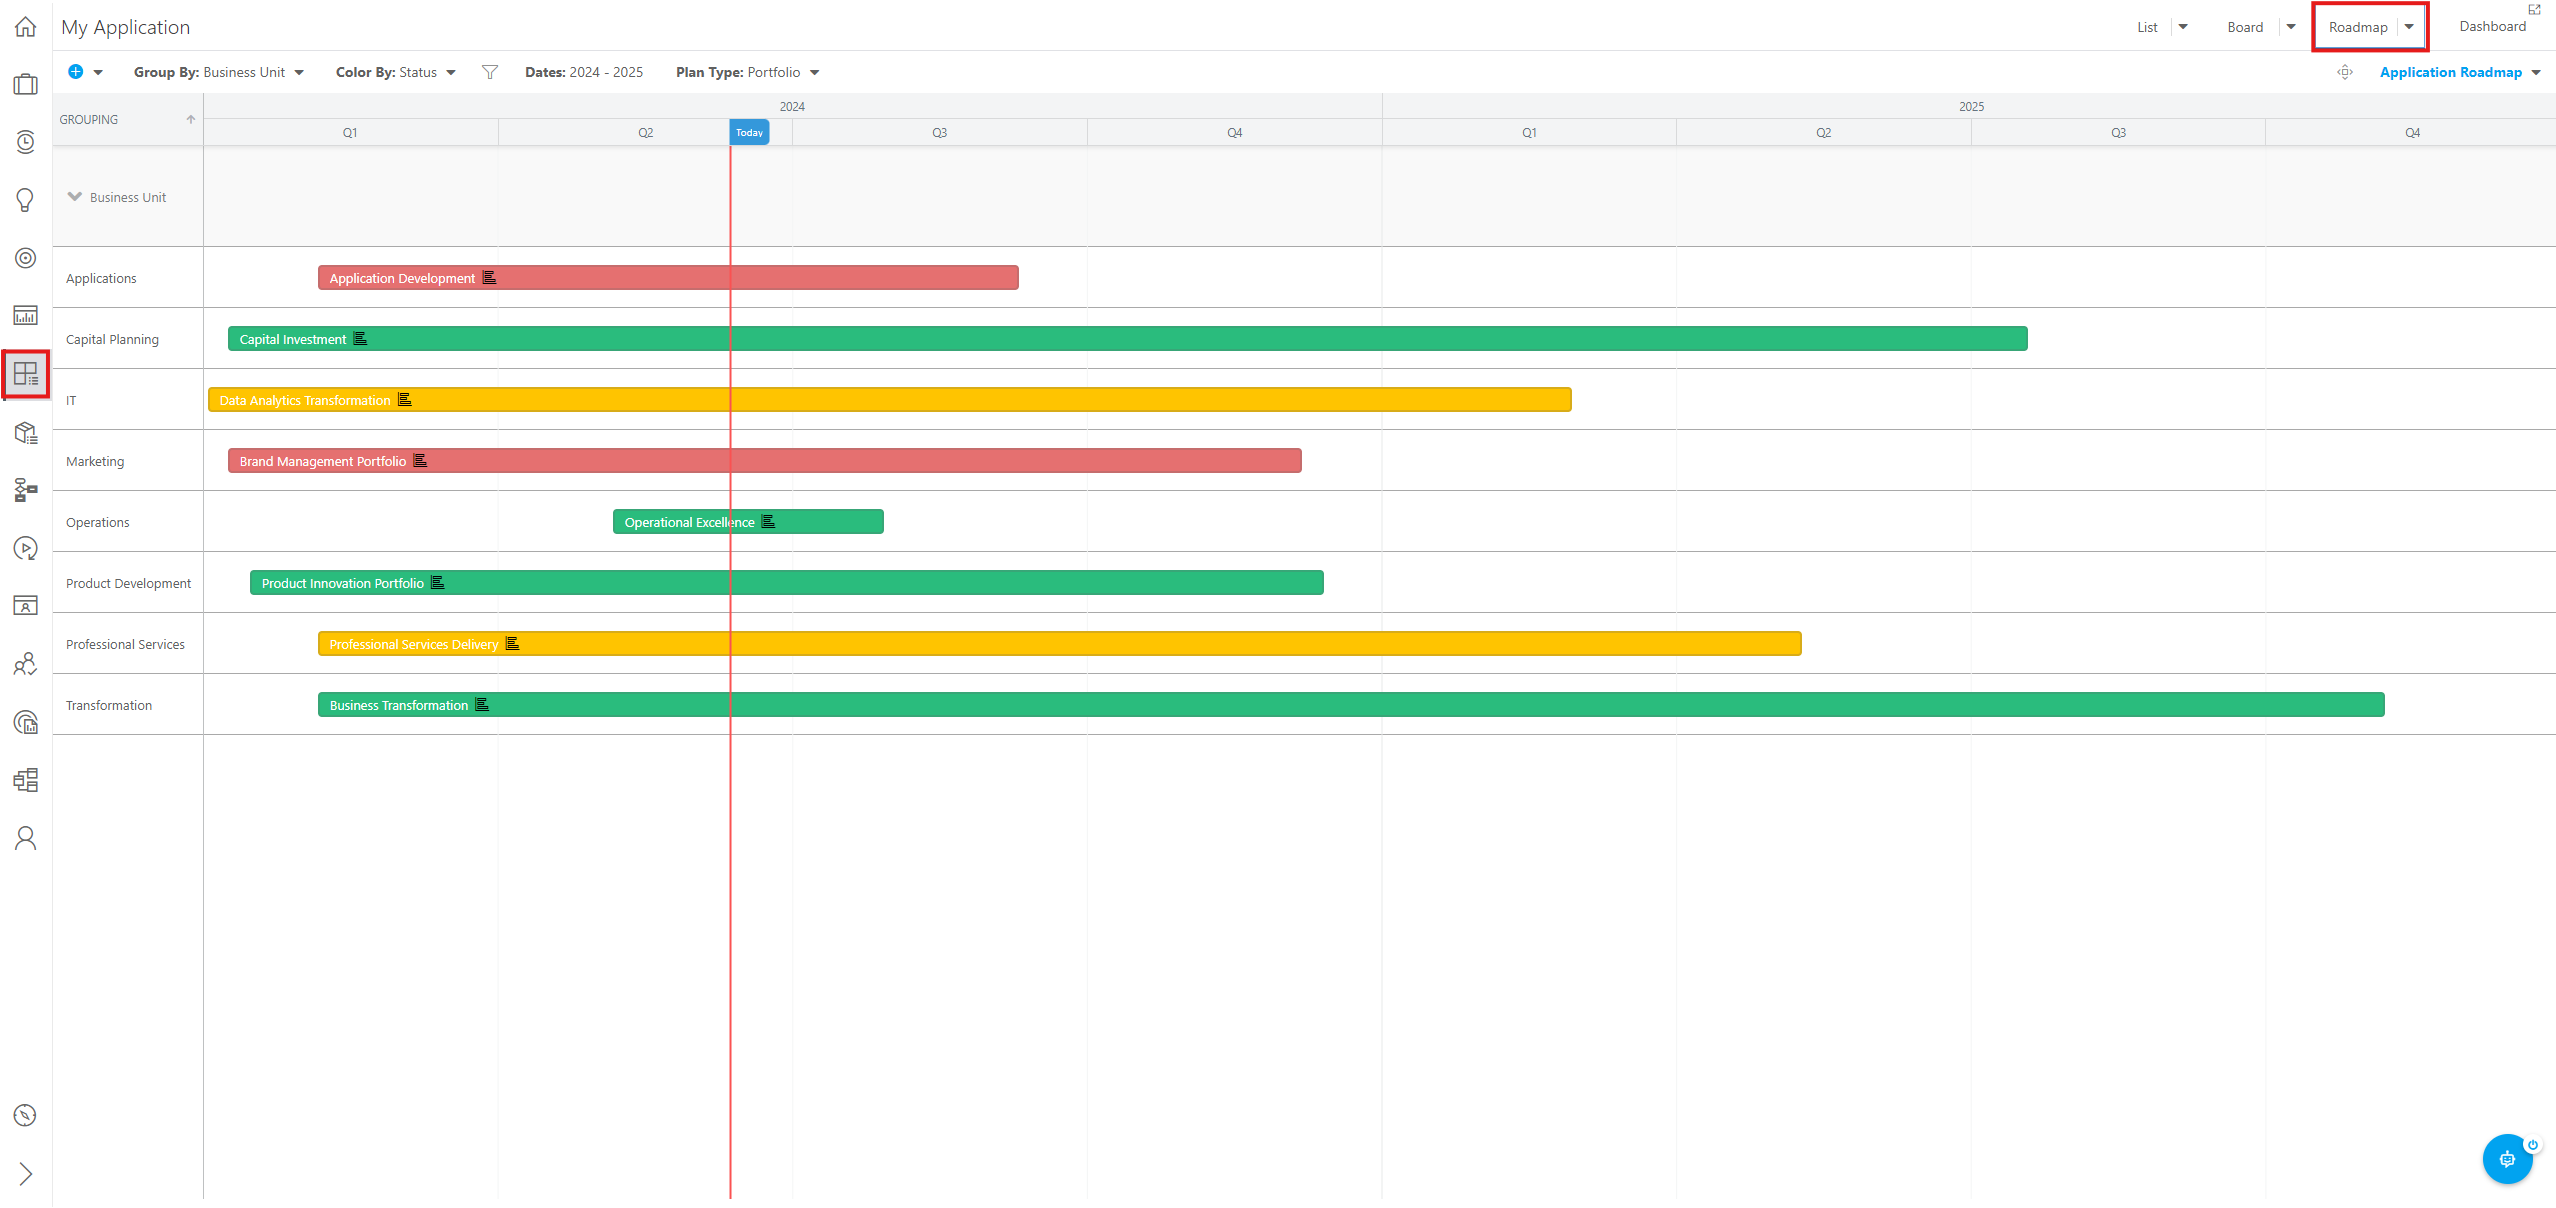 My Application
List
Board
Roadmap
Dashboard
Group By: Business Unit
Color By: Status
Dates: 2024 - 2025
Plan Type: Portfolio
Application Roadmap
GROUPING
2024
2025
Q1
Q2
Today
Q3
Q4
Q1
Q2
Q3
Q4
Business Unit
Applications
Application Development
Capital Planning
Capital Investment
IT
Data Analytics Transformation
Marketing
Brand Management Portfolio
Operations
Operational Excellence
Product Development
Product Innovation Portfolio
Professional Services
Professional Services Delivery
Transformation
Business Transformation